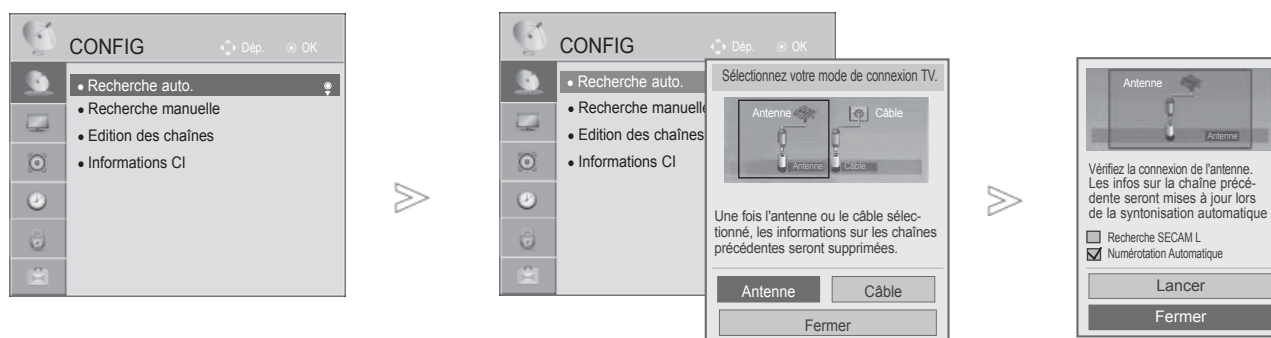 CONFIG
Dép. OK
• Recherche auto.
• Recherche manuelle
• Edition des chaînes
• Informations CI
CONFIG
Dép. OK
• Recherche auto.
• Recherche manuelle
• Edition des chaînes
• Informations CI
Sélectionnez votre mode de connexion TV.
Antenne Câble
Antenne Câble
Une fois l'antenne ou le câble sélec-
tionné, les informations sur les chaînes
précédentes seront supprimées.
Antenne Câble
Fermer
Antenne
Antenne
Vérifiez la connexion de l'antenne.
Les infos sur la chaîne précé-
dente seront mises à jour lors
de la syntonisation automatique
Recherche SECAM L
Numérotation Automatique
Lancer
Fermer